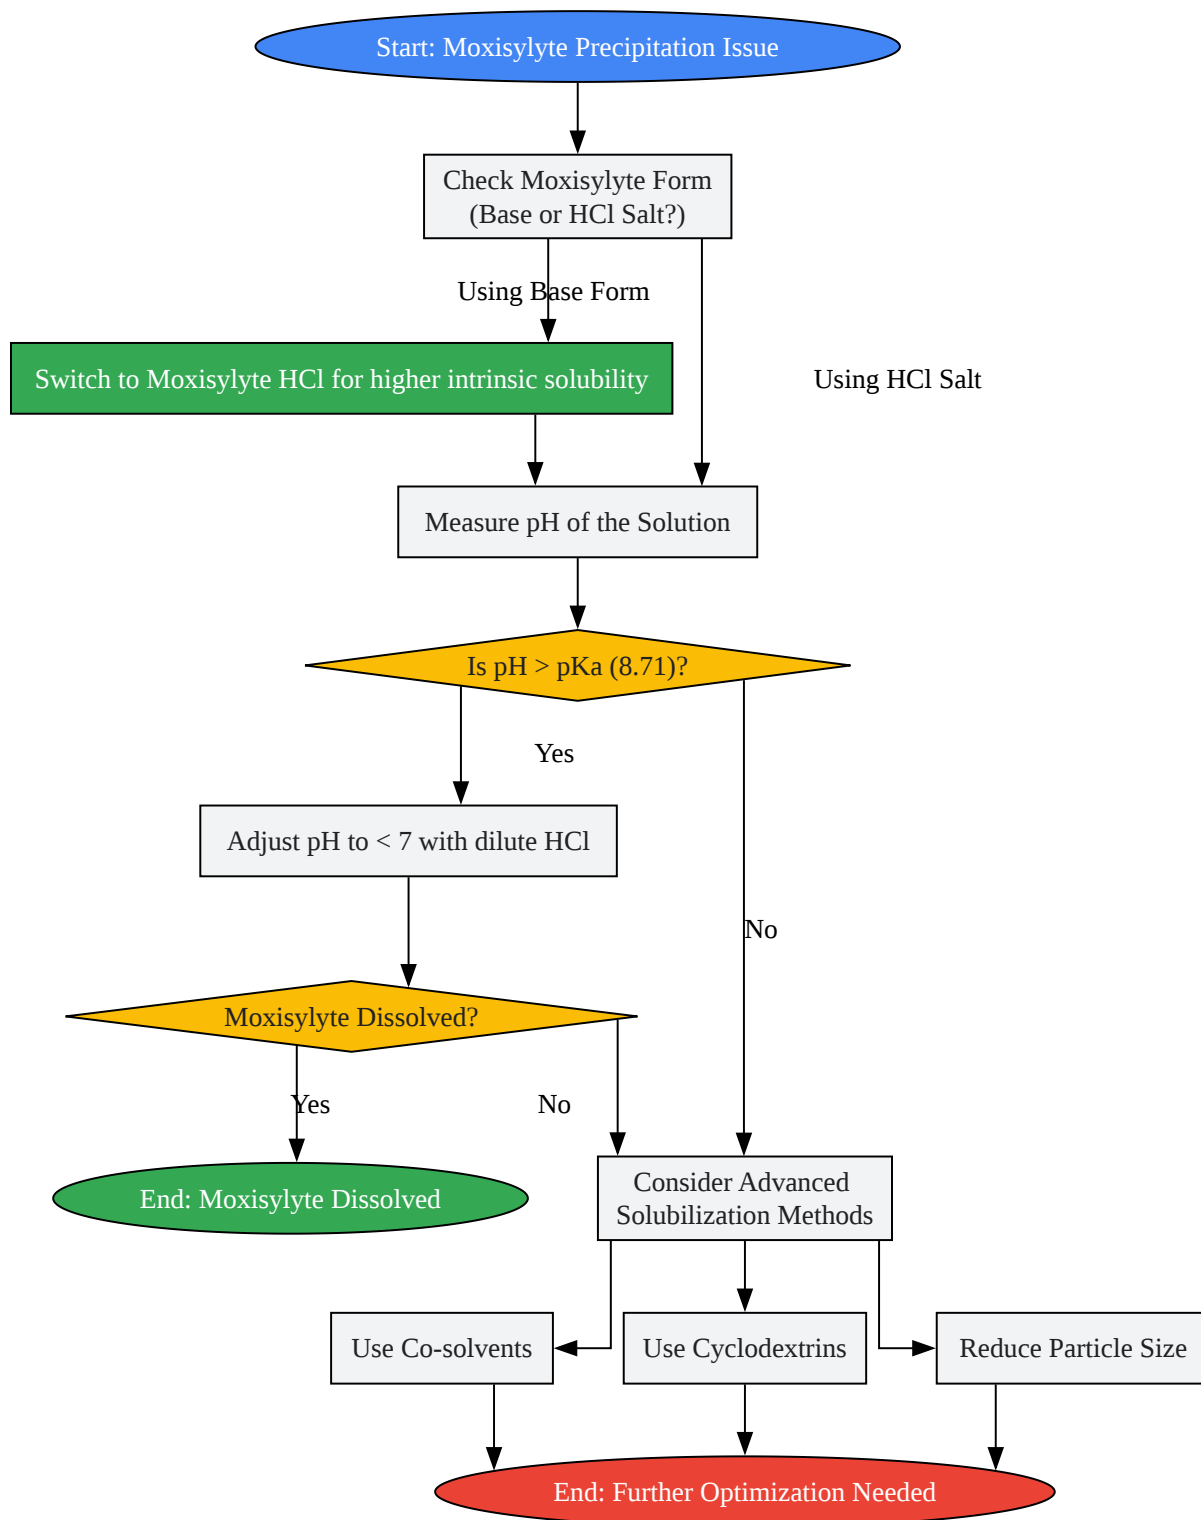 Start: Moxisylyte Precipitation Issue
Check Moxisylyte Form
(Base or HCl Salt?)
Using Base Form
Switch to Moxisylyte HCl for higher intrinsic solubility
Using HCl Salt
Measure pH of the Solution
Is pH > pKa (8.71)?
Yes
Adjust pH to < 7 with dilute HCl
No
Moxisylyte Dissolved?
Yes
No
End: Moxisylyte Dissolved
Consider Advanced
Solubilization Methods
Use Co-solvents
Use Cyclodextrins
Reduce Particle Size
End: Further Optimization Needed